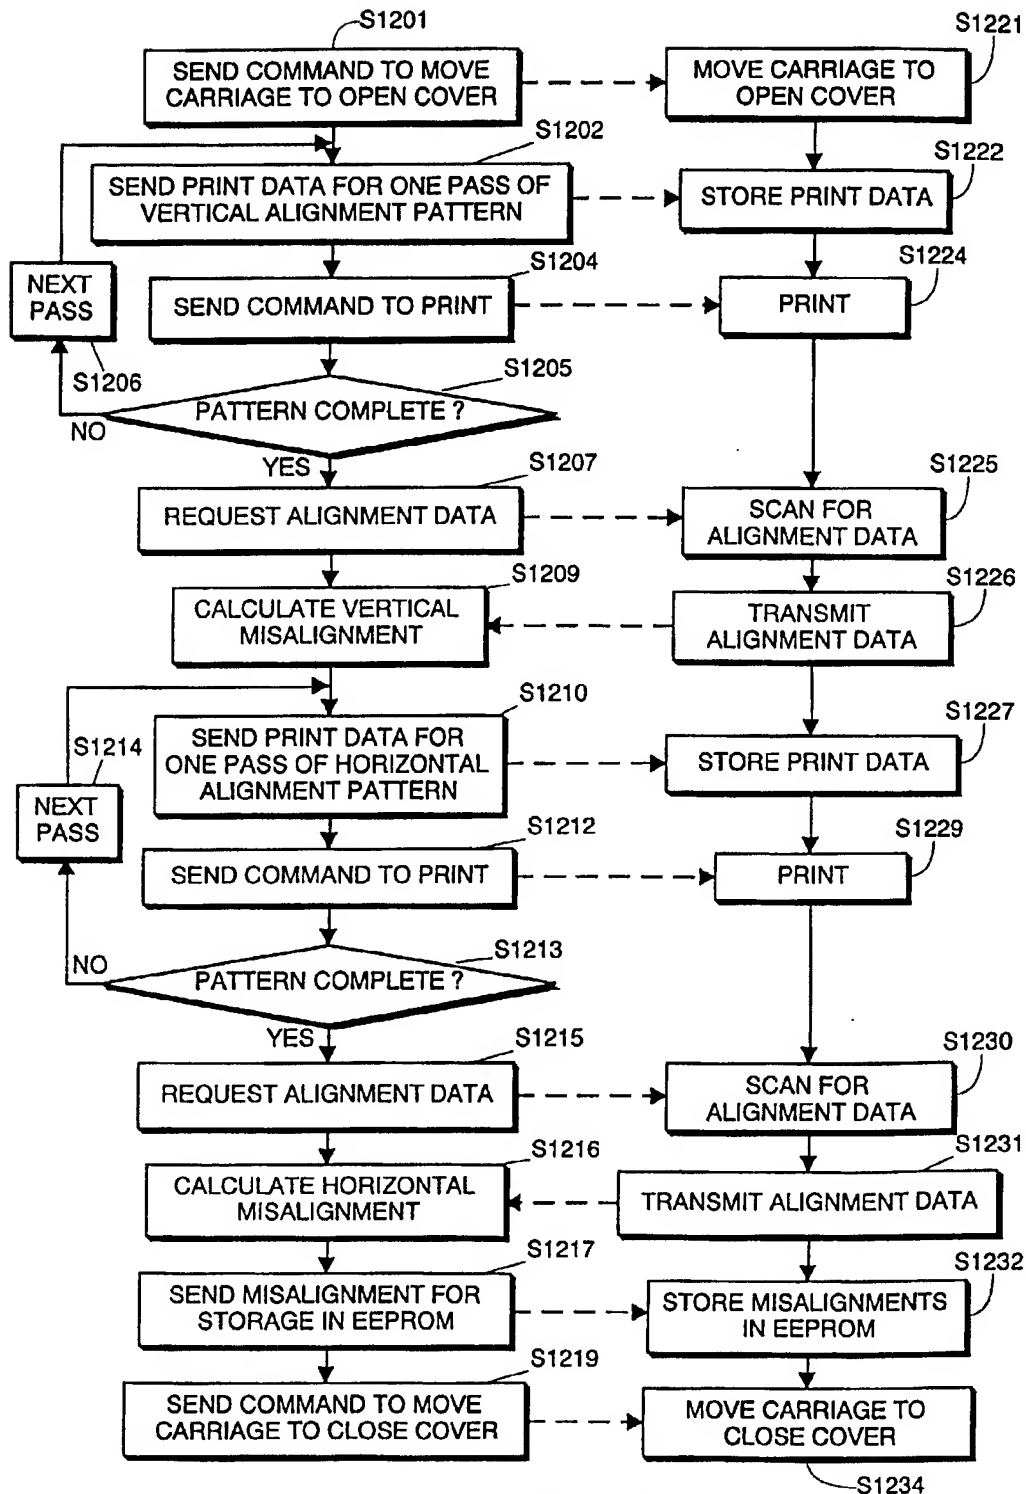 S1201
SEND COMMAND TO MOVE
CARRIAGE TO OPEN COVER
S1221
MOVE CARRIAGE TO
OPEN COVER
S1202
SEND PRINT DATA FOR ONE PASS OF
VERTICAL ALIGNMENT PATTERN
S1222
STORE PRINT DATA
NEXT
PASS
S1206
S1204
SEND COMMAND TO PRINT
S1224
PRINT
S1205
PATTERN COMPLETE ?
NO
YES
S1207
REQUEST ALIGNMENT DATA
S1225
SCAN FOR
ALIGNMENT DATA
S1209
CALCULATE VERTICAL
MISALIGNMENT
S1226
TRANSMIT
ALIGNMENT DATA
S1210
SEND PRINT DATA FOR
ONE PASS OF HORIZONTAL
ALIGNMENT PATTERN
S1227
STORE PRINT DATA
S1214
NEXT
PASS
S1212
SEND COMMAND TO PRINT
S1229
PRINT
S1213
PATTERN COMPLETE ?
NO
YES
S1215
REQUEST ALIGNMENT DATA
S1230
SCAN FOR
ALIGNMENT DATA
S1216
CALCULATE HORIZONTAL
MISALIGNMENT
S1231
TRANSMIT ALIGNMENT DATA
S1217
SEND MISALIGNMENT FOR
STORAGE IN EEPROM
S1232
STORE MISALIGNMENTS
IN EEPROM
S1219
SEND COMMAND TO MOVE
CARRIAGE TO CLOSE COVER
MOVE CARRIAGE TO
CLOSE COVER
S1234